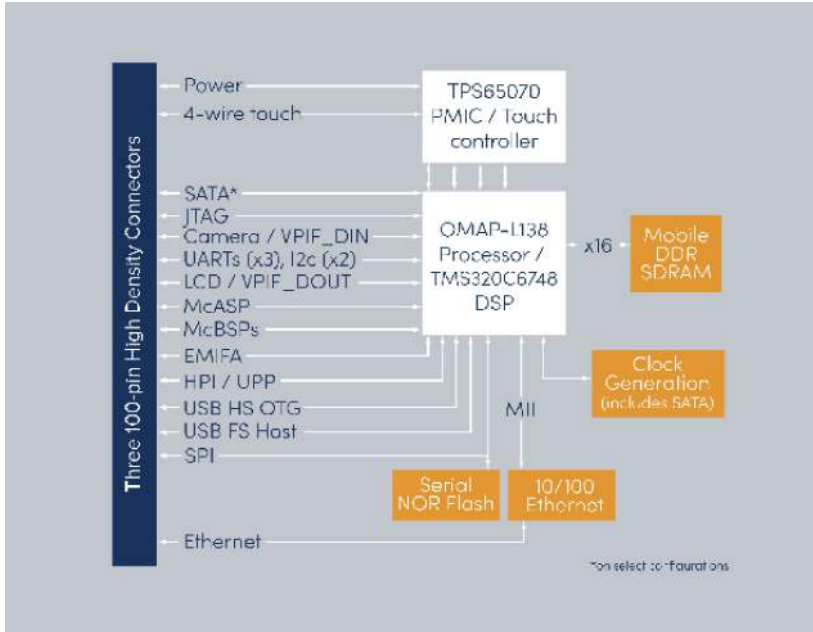 Three 100-pin High Density Connectors
Power
4-wire touch
TPS65070
PMIC / Touch
controller
SATA*
JTAG
Camera / VPIF_DIN
UARTs (x3), I2c (x2)
LCD / VPIF_DOUT
McASP
McBSPs
EMIFA
HPI / UPP
USB HS OTG
USB FS Host
SPI
Ethernet
OMAP-L138
Processor /
TMS320C6748
DSP
x16
Mobile
DDR
SDRAM
Clock
Generation
(includes SATA)
MII
Serial
NOR Flash
10/100
Ethernet
*on select configurations